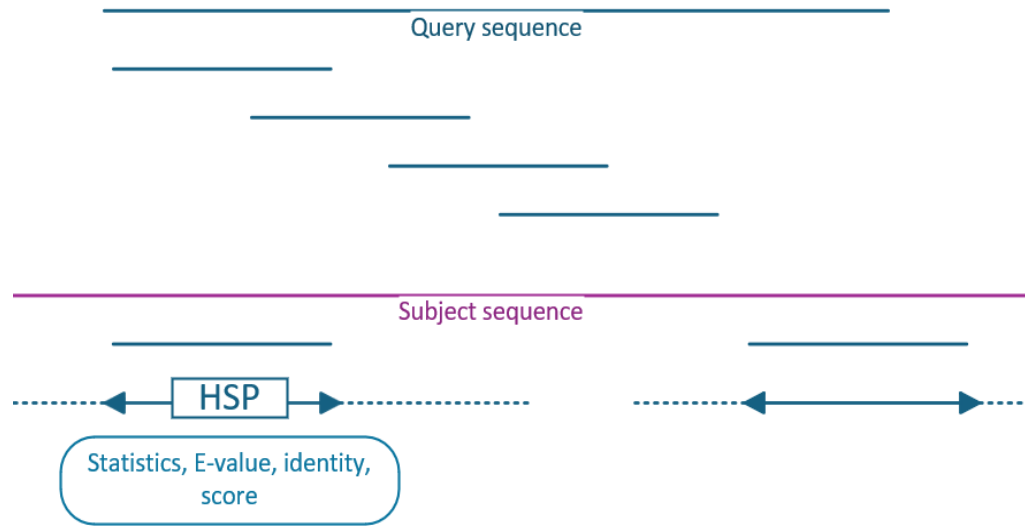 Query sequence
Subject sequence
HSP
Statistics, E-value, identity,
score